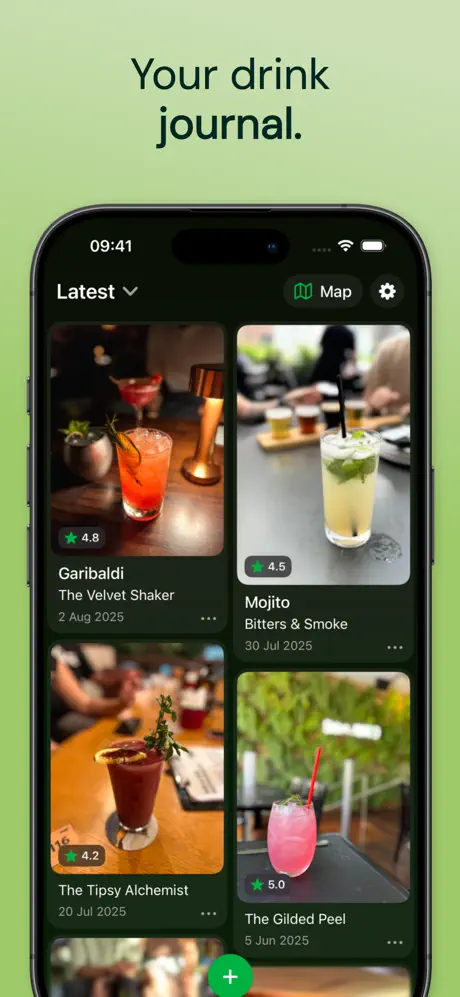 Your drink
journal.
09:41
Latest
Map
4.8
Garibaldi
The Velvet Shaker
2 Aug 2025
4.5
Mojito
Bitters & Smoke
30 Jul 2025
116
4.2
The Tipsy Alchemist
20 Jul 2025
5.0
The Gilded Peel
5 Jun 2025